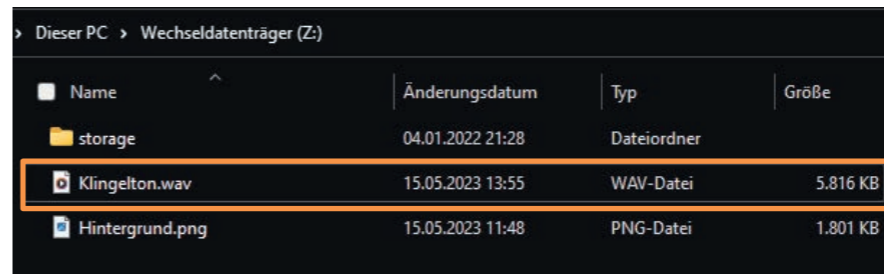 › Dieser PC › Wechseldatenträger (Z:)
Name Änderungsdatum Typ Größe
storage 04.01.2022 21:28 Dateiordner
Klingelton.wav 15.05.2023 13:55 WAV-Datei 5.816 KB
Hintergrund.png 15.05.2023 11:48 PNG-Datei 1.801 KB